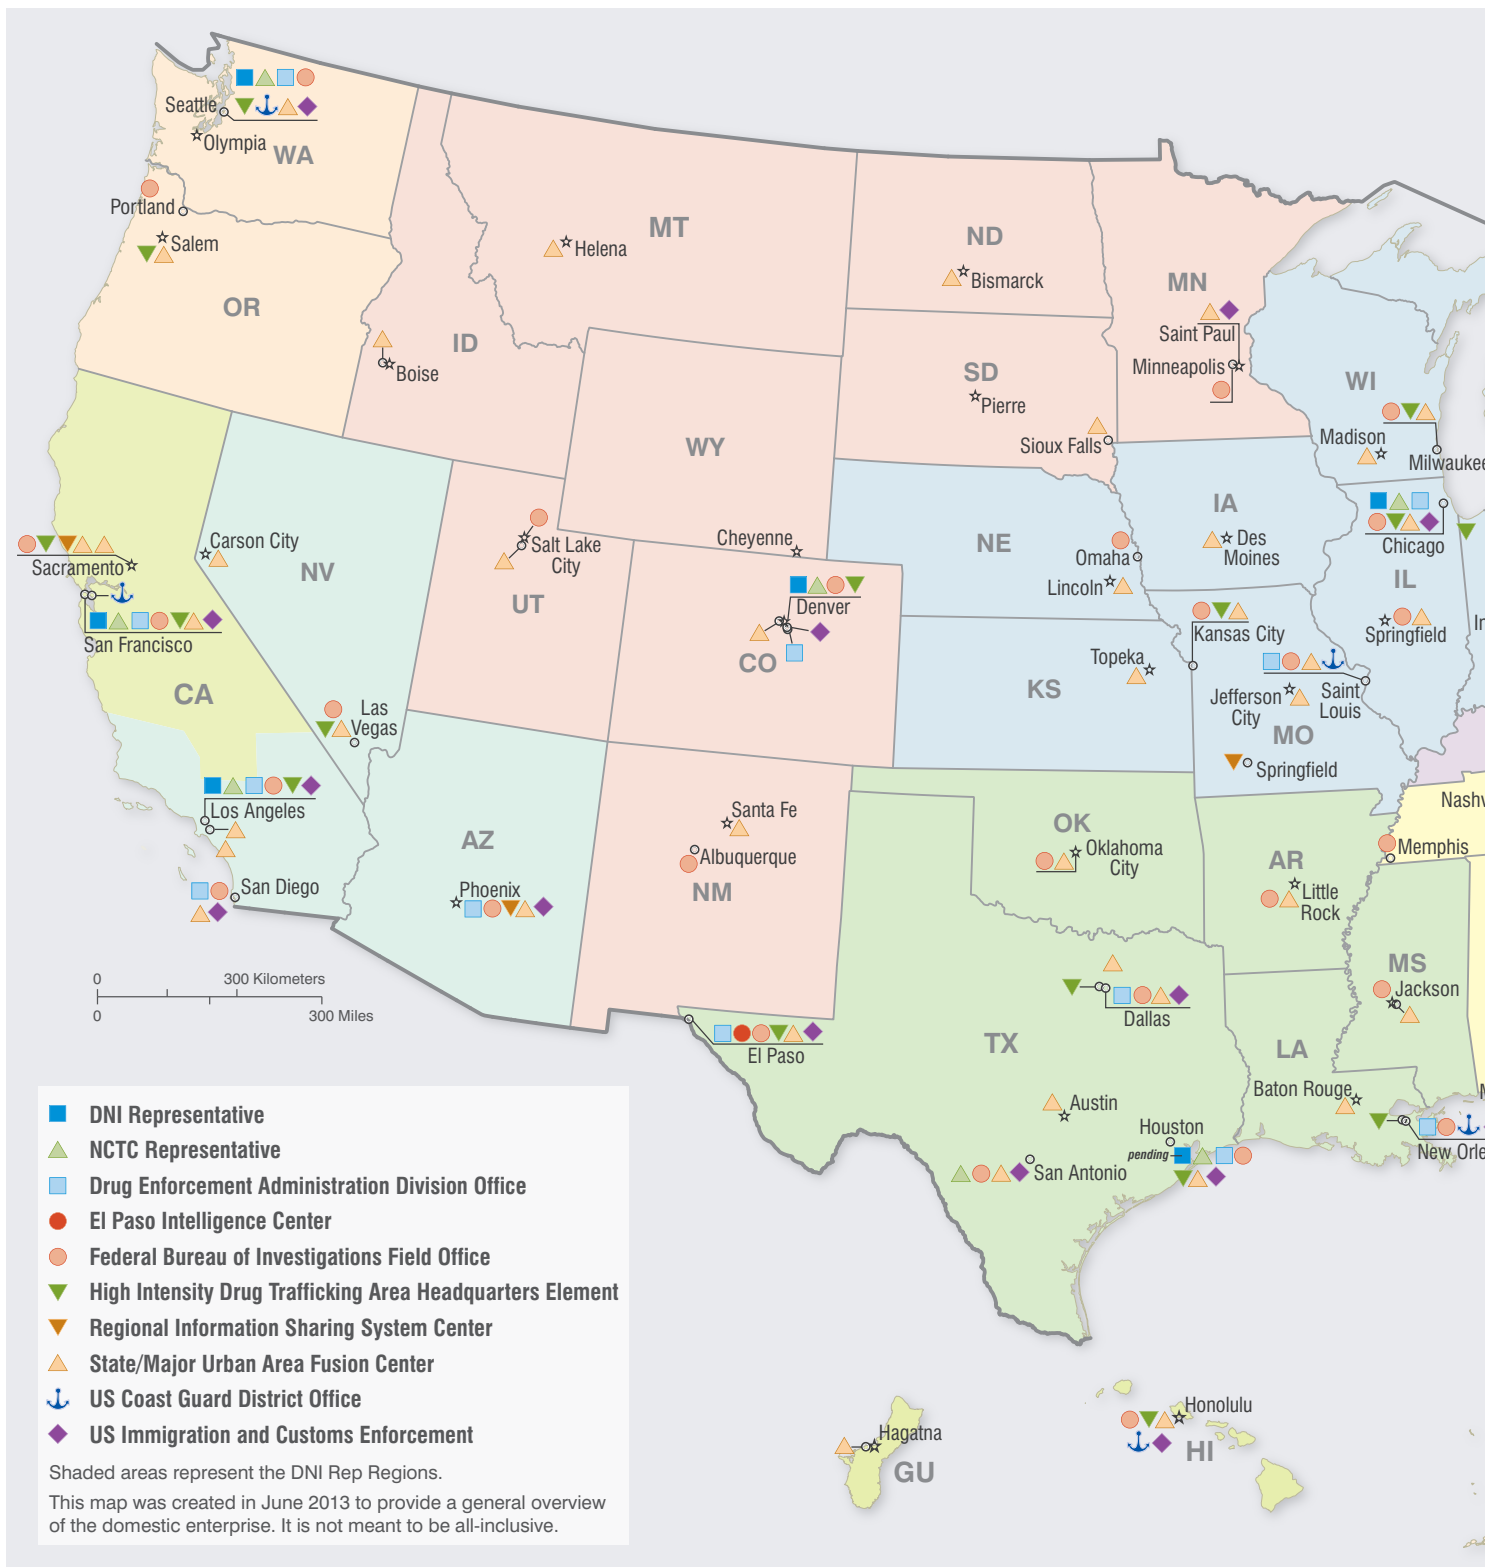 Seattle
Olympia
WA
Portland
Salem
OR
MT
Helena
ND
Bismarck
MN
Saint Paul
Minneapolis
ID
Boise
SD
Pierre
Sioux Falls
WI
Madison
Milwaukee
WY
Cheyenne
IA
Des
Moines
NE
Omaha
Lincoln
Chicago
IL
Springfield
Sacramento
San Francisco
CA
Carson City
NV
Las
Vegas
Salt Lake
City
UT
Denver
CO
Topeka
KS
Kansas City
Jefferson
City
Saint
Louis
MO
Springfield
In
Los Angeles
San Diego
AZ
Phoenix
Santa Fe
Albuquerque
NM
OK
Oklahoma
City
AR
Little
Rock
Nashv
Memphis
MS
Jackson
0 300 Kilometers
0 300 Miles
El Paso
TX
Dallas
Austin
Houston
pending
San Antonio
LA
Baton Rouge
New Orle
DNI Representative
NCTC Representative
Drug Enforcement Administration Division Office
El Paso Intelligence Center
Federal Bureau of Investigations Field Office
High Intensity Drug Trafficking Area Headquarters Element
Regional Information Sharing System Center
State/Major Urban Area Fusion Center
US Coast Guard District Office
US Immigration and Customs Enforcement
Shaded areas represent the DNI Rep Regions.
This map was created in June 2013 to provide a general overview
of the domestic enterprise. It is not meant to be all-inclusive.
Hagatna
GU
Honolulu
HI